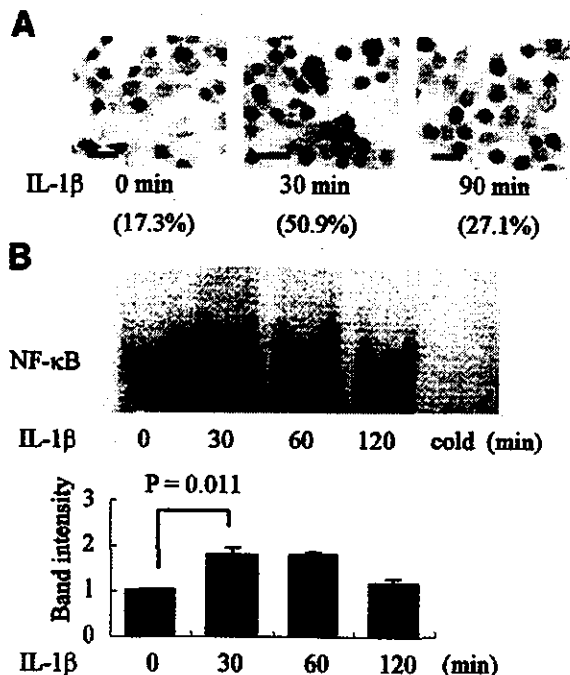 A
IL-1β 0 min 30 min 90 min
(17.3%) (50.9%) (27.1%)
B
NF-κB
IL-1β 0 30 60 120 cold (min)
P = 0.011
Band intensity
3
2
1
0
IL-1β 0 30 60 120 (min)